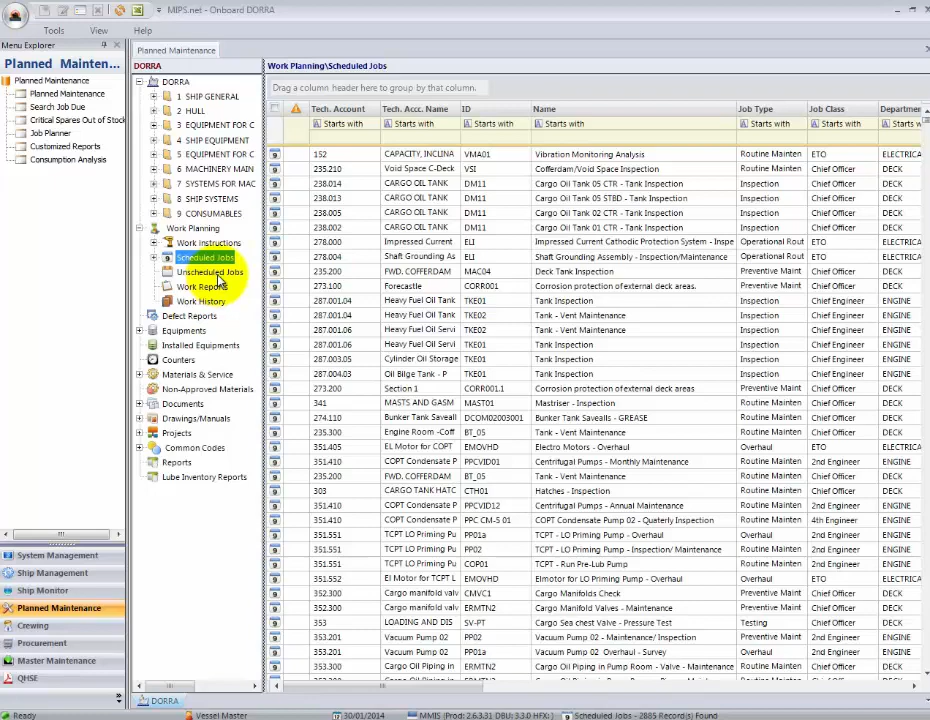 MIPS.net - Onboard DORRA
Tools View Help
Menu Explorer
Planned Mainten...
Planned Maintenance
Planned Maintenance
Search Job Due
Critical Spares Out of Stock
Job Planner
Customized Reports
Consumption Analysis
System Management
Ship Management
Ship Monitor
Planned Maintenance
Crewing
Procurement
Master Maintenance
QHSE
Planned Maintenance
DORRA
DORRA
1 SHIP GENERAL
2 HULL
3 EQUIPMENT FOR C
4 SHIP EQUIPMENT
5 EQUIPMENT FOR C
6 MACHINERY MAIN
7 SYSTEMS FOR MAC
8 SHIP SYSTEMS
9 CONSUMABLES
Work Planning
Work Instructions
Scheduled Jobs
Unscheduled Jobs
Work Reports
Work History
Defect Reports
Equipments
Installed Equipments
Counters
Materials & Service
Non-Approved Materials
Documents
Drawings/Manuals
Projects
Common Codes
Reports
Lube Inventory Reports
DORRA
Work Planning\Scheduled Jobs
Drag a column header here to group by that column.
Tech. Account Tech. Accc. Name ID Name Job Type Job Class Departmen
Starts with Starts with Starts with Starts with Starts with Starts with Starts w
152 CAPACITY, INCLINA VMA01 Vibration Monitoring Analysis Routine Mainten ETO ELECTRICA
235.210 Void Space C-Deck VSI Cofferdam/Void Space Inspection Routine Mainten Chief Officer DECK
238.014 CARGO OIL TANK DM11 Cargo Oil Tank 05 CTR - Tank Inspection Inspection Chief Officer DECK
238.013 CARGO OIL TANK DM11 Cargo Oil Tank 05 STBD - Tank Inspection Inspection Chief Officer DECK
238.005 CARGO OIL TANK DM11 Cargo Oil Tank 02 CTR - Tank Inspection Inspection Chief Officer DECK
238.002 CARGO OIL TANK DM11 Cargo Oil Tank 01 CTR - Tank Inspection Inspection Chief Officer DECK
278.000 Impressed Current ELI Impressed Current Cathodic Protection System - Inspe Operational Rout ETO ELECTRICA
278.004 Shaft Grounding As ELI Shaft Grounding Assembly - Inspection/Maintenance Operational Rout ETO ELECTRICA
235.200 FWD. COFFERDAM MAC04 Deck Tank Inspection Preventive Maint Chief Officer DECK
273.100 Forecastle CORR001 Corrosion protection of external deck areas. Preventive Maint Chief Officer DECK
287.001.04 Heavy Fuel Oil Tank TKE01 Tank Inspection Inspection Chief Engineer ENGINE
287.001.04 Heavy Fuel Oil Servi TKE02 Tank - Vent Maintenance Inspection Chief Engineer ENGINE
287.001.06 Heavy Fuel Oil Servi TKE02 Tank - Vent Maintenance Inspection Chief Engineer ENGINE
287.001.06 Heavy Fuel Oil Servi TKE01 Tank Inspection Inspection Chief Engineer ENGINE
287.003.05 Cylinder Oil Storage TKE01 Tank Inspection Inspection Chief Engineer ENGINE
287.004.03 Oil Bilge Tank - P TKE01 Tank Inspection Inspection Chief Engineer ENGINE
273.200 Section 1 CORR001.1 Corrosion protection of external deck areas Preventive Maint Chief Officer DECK
341 MASTS AND GASM MAST01 Mastriser - Inspection Routine Mainten Chief Officer DECK
274.110 Bunker Tank Saveall DCOM02003001 Bunker Tank Savealls - GREASE Routine Mainten Chief Officer DECK
235.300 Engine Room -Coff BT_05 Tank - Vent Maintenance Routine Mainten Chief Officer DECK
351.405 EL Motor for COPT EMOVHD Electro Motors - Overhaul Overhaul ETO ELECTRICA
351.410 COPT Condensate P PPCVID01 Centrifugal Pumps - Monthly Maintenance Routine Mainten 2nd Engineer ENGINE
235.200 FWD. COFFERDAM BT_05 Tank - Vent Maintenance Routine Mainten Chief Officer DECK
303 CARGO TANK HATC CTH01 Hatches - Inspection Routine Mainten Chief Officer DECK
351.410 COPT Condensate P PPCVID12 Centrifugal Pumps - Annual Maintenance Routine Mainten 2nd Engineer ENGINE
351.410 COPT Condensate P PPC CM-5 01 COPT Condensate Pump 02 - Quaterly Inspection Routine Mainten 4th Engineer ENGINE
351.551 TCPT LO Priming Pu PP01a TCPT - LO Priming Pump - Overhaul Overhaul 2nd Engineer ENGINE
351.551 TCPT LO Priming Pu PP02 TCPT - LO Priming Pump - Inspection/ Maintenance Routine Mainten 2nd Engineer ENGINE
351.551 TCPT LO Priming Pu COP01 TCPT - Run Pre-Lub Pump Routine Mainten 2nd Engineer ENGINE
351.552 El Motor for TCPT L EMOVHD Elmotor for LO Priming Pump - Overhaul Overhaul ETO ELECTRICA
352.300 Cargo manifold valv CMVC1 Cargo Manifolds Check Preventive Maint Chief Officer DECK
352.300 Cargo manifold valv ERMTN2 Cargo Manifold Valves - Maintenance Preventive Maint Chief Officer DECK
353 LOADING AND DIS SV-PT Cargo Sea chest Valve - Pressure Test Testing Chief Officer DECK
353.201 Vacuum Pump 02 PP02 Vacuum Pump 02 - Maintenance/ Inspection Preventive Maint 2nd Engineer ENGINE
353.201 Vacuum Pump 02 PP01a Vacuum Pump 02 Overhaul - Survey Overhaul 2nd Engineer ENGINE
353.300 Cargo Oil Piping in ERMTN2 Cargo Oil Piping in Pump Room - Valve - Maintenance Routine Mainten Chief Officer DECK
Ready Vessel Master 30/01/2014 MMIS (Prod: 2.6.3.31 DBU: 3.3.0 HFX: ) Scheduled Jobs - 2885 Record(s) Found